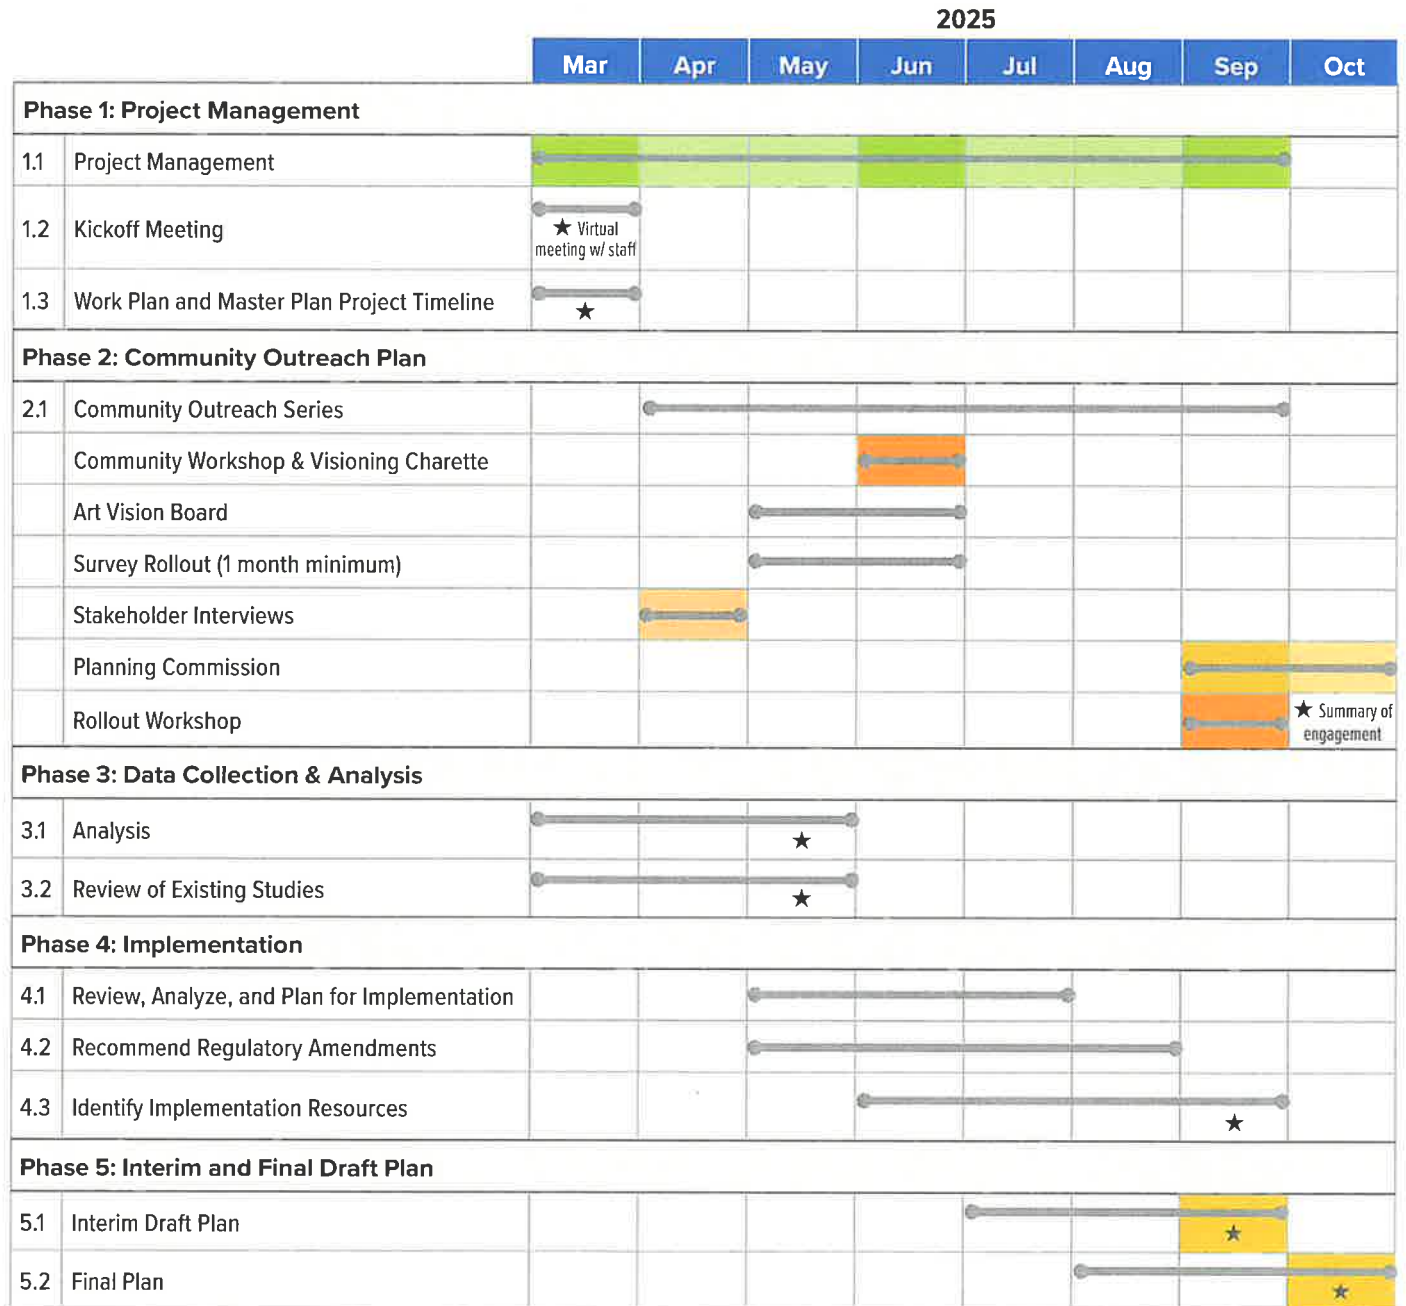 2025
Mar Apr May Jun Jul Aug Sep Oct
Phase 1: Project Management
1.1 Project Management
1.2 Kickoff Meeting
★ Virtual
meeting w/ staff
1.3 Work Plan and Master Plan Project Timeline
★
Phase 2: Community Outreach Plan
2.1 Community Outreach Series
Community Workshop & Visioning Charette
Art Vision Board
Survey Rollout (1 month minimum)
Stakeholder Interviews
Planning Commission
Rollout Workshop
★ Summary of
engagement
Phase 3: Data Collection & Analysis
3.1 Analysis
★
3.2 Review of Existing Studies
★
Phase 4: Implementation
4.1 Review, Analyze, and Plan for Implementation
4.2 Recommend Regulatory Amendments
4.3 Identify Implementation Resources
★
Phase 5: Interim and Final Draft Plan
5.1 Interim Draft Plan
★
5.2 Final Plan
★